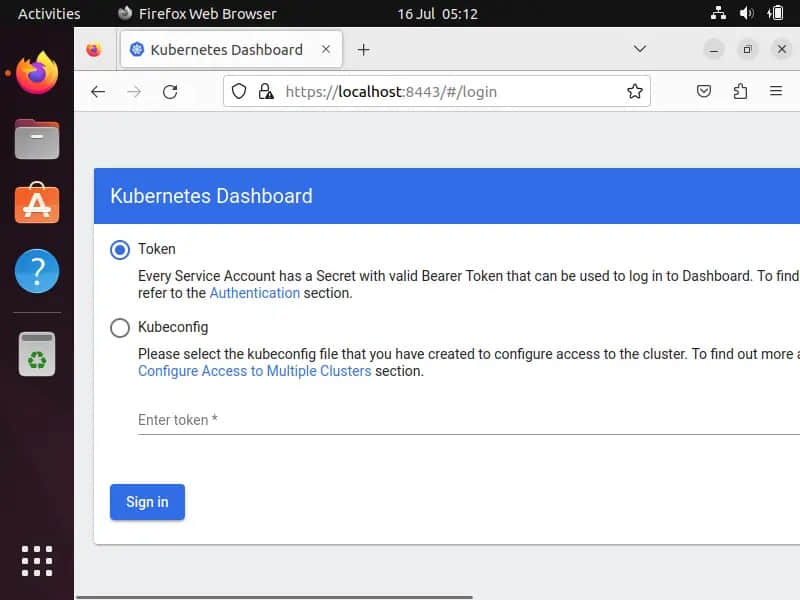 Activities
Firefox Web Browser
16 Jul 05:12
Kubernetes Dashboard
https://localhost:8443/#/login
Kubernetes Dashboard
Token
Every Service Account has a Secret with valid Bearer Token that can be used to log in to Dashboard. To find
refer to the Authentication section.
Kubeconfig
Please select the kubeconfig file that you have created to configure access to the cluster. To find out more a
Configure Access to Multiple Clusters section.
Enter token *
Sign in